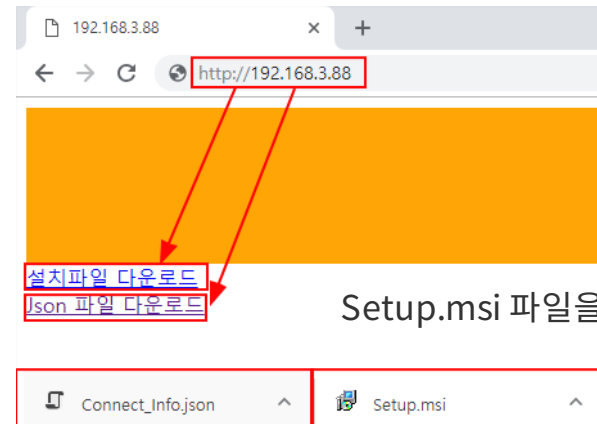 192.168.3.88
http://192.168.3.88
설치파일 다운로드
Json 파일 다운로드
Setup.msi 파일을
Connect_Info.json
Setup.msi